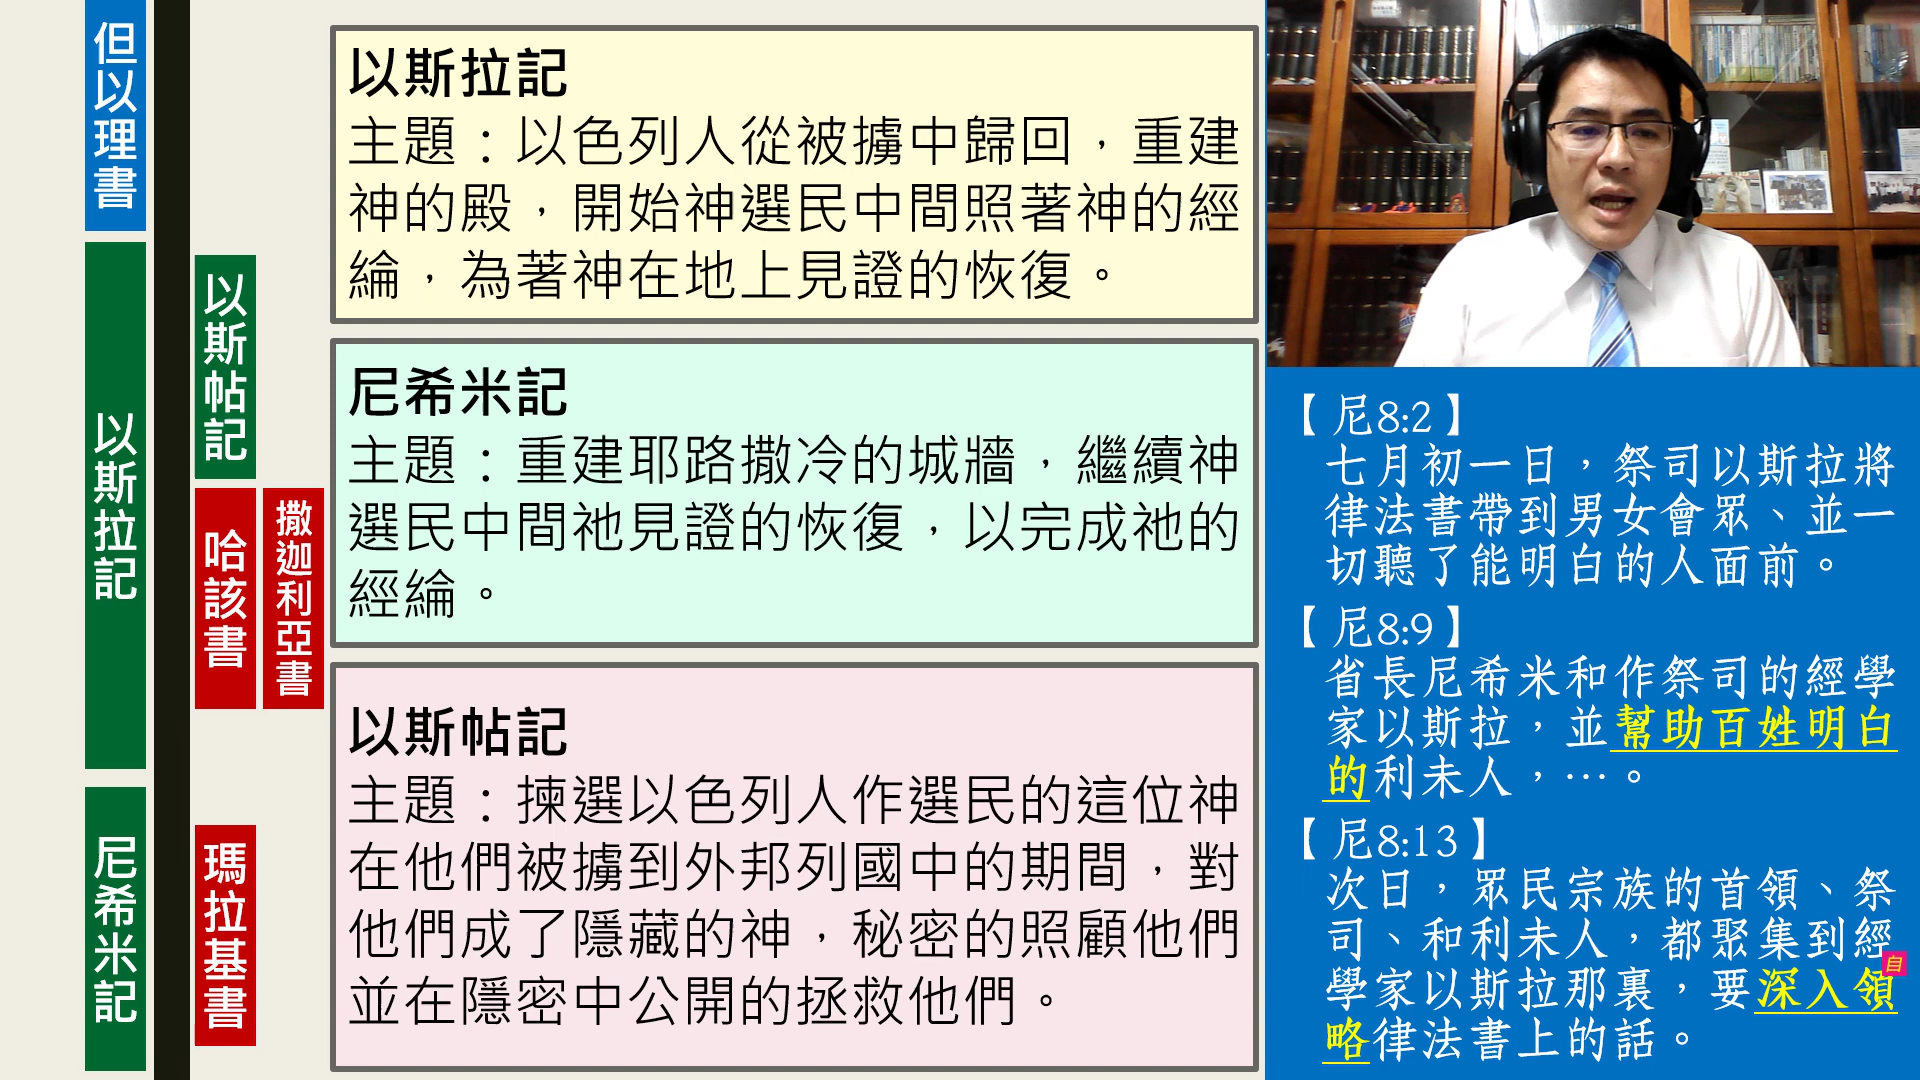 但以理書
以斯拉記
尼希米記
以斯帖記
哈該書
撒迦利亞書
瑪拉基書
以斯拉記
主題：以色列人從被擄中歸回，重建
神的殿，開始神選民中間照著神的經
綸，為著神在地上見證的恢復。
尼希米記
主題：重建耶路撒冷的城牆，繼續神
選民中間祂見證的恢復，以完成祂的
經綸。
以斯帖記
主題：揀選以色列人作選民的這位神
在他們被擄到外邦列國中的期間，對
他們成了隱藏的神，秘密的照顧他們
並在隱密中公開的拯救他們。
【尼8:2】
七月初一日，祭司以斯拉將
律法書帶到男女會眾、並一
切聽了能明白的人面前。
【尼8:9】
省長尼希米和作祭司的經學
家以斯拉，並幫助百姓明白
的利未人，…。
【尼8:13】
次日，眾民宗族的首領、祭
司、和利未人，都聚集到經
學家以斯拉那裏，要深入領
略律法書上的話。
自